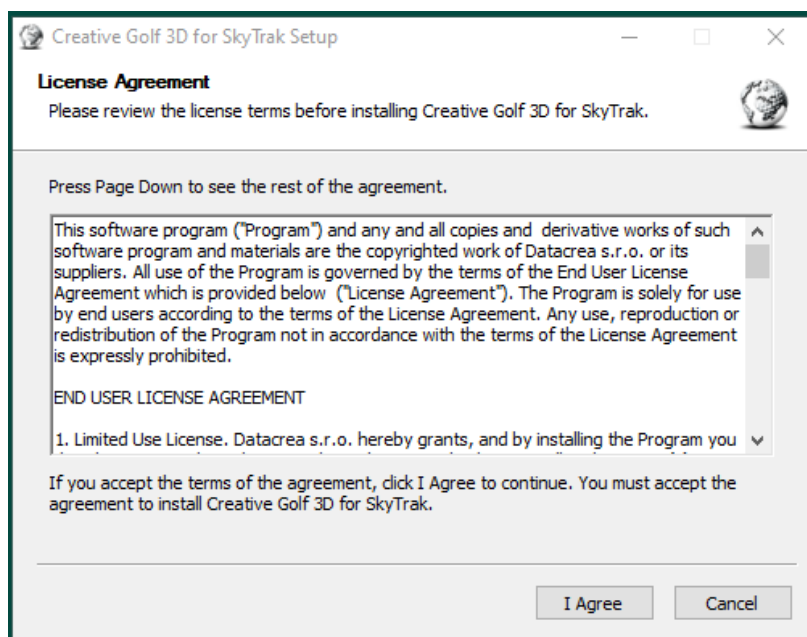 Creative Golf 3D for SkyTrak Setup
License Agreement
Please review the license terms before installing Creative Golf 3D for SkyTrak.
Press Page Down to see the rest of the agreement.
This software program ("Program") and any and all copies and  derivative works of such
software program and materials are the copyrighted work of Datacrea s.r.o. or its
suppliers. All use of the Program is governed by the terms of the End User License
Agreement which is provided below  ("License Agreement"). The Program is solely for use
by end users according to the terms of the License Agreement. Any use, reproduction or
redistribution of the Program not in accordance with the terms of the License Agreement
is expressly prohibited.
END USER LICENSE AGREEMENT
1. Limited Use License. Datacrea s.r.o. hereby grants, and by installing the Program you
If you accept the terms of the agreement, click I Agree to continue. You must accept the
agreement to install Creative Golf 3D for SkyTrak.
I Agree
Cancel